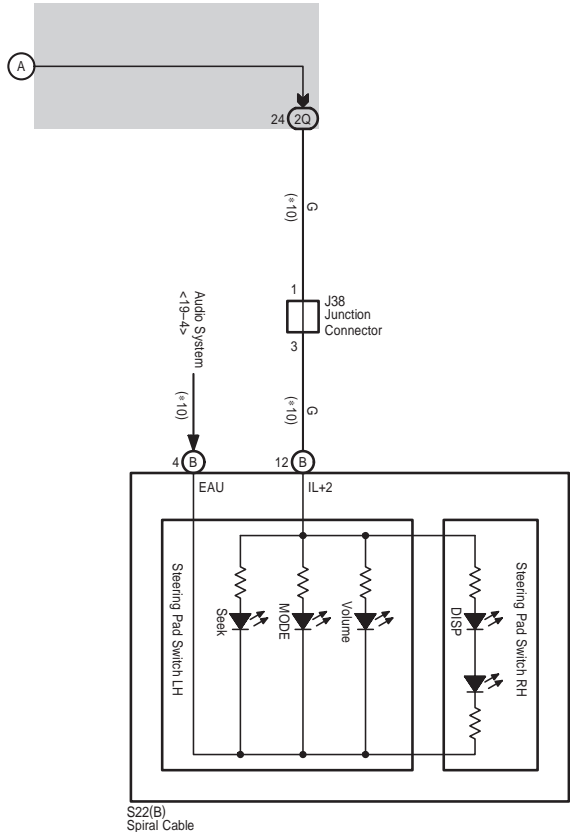 A
24 2Q
(*10) G
1
J38
Junction
Connector
3
Audio System
<19–4>
(*10)
(*10) G
4 B
12 B
EAU
IL+2
Steering Pad Switch LH
Seek
MODE
Volume
DISP
Steering Pad Switch RH
S22(B)
Spiral Cable